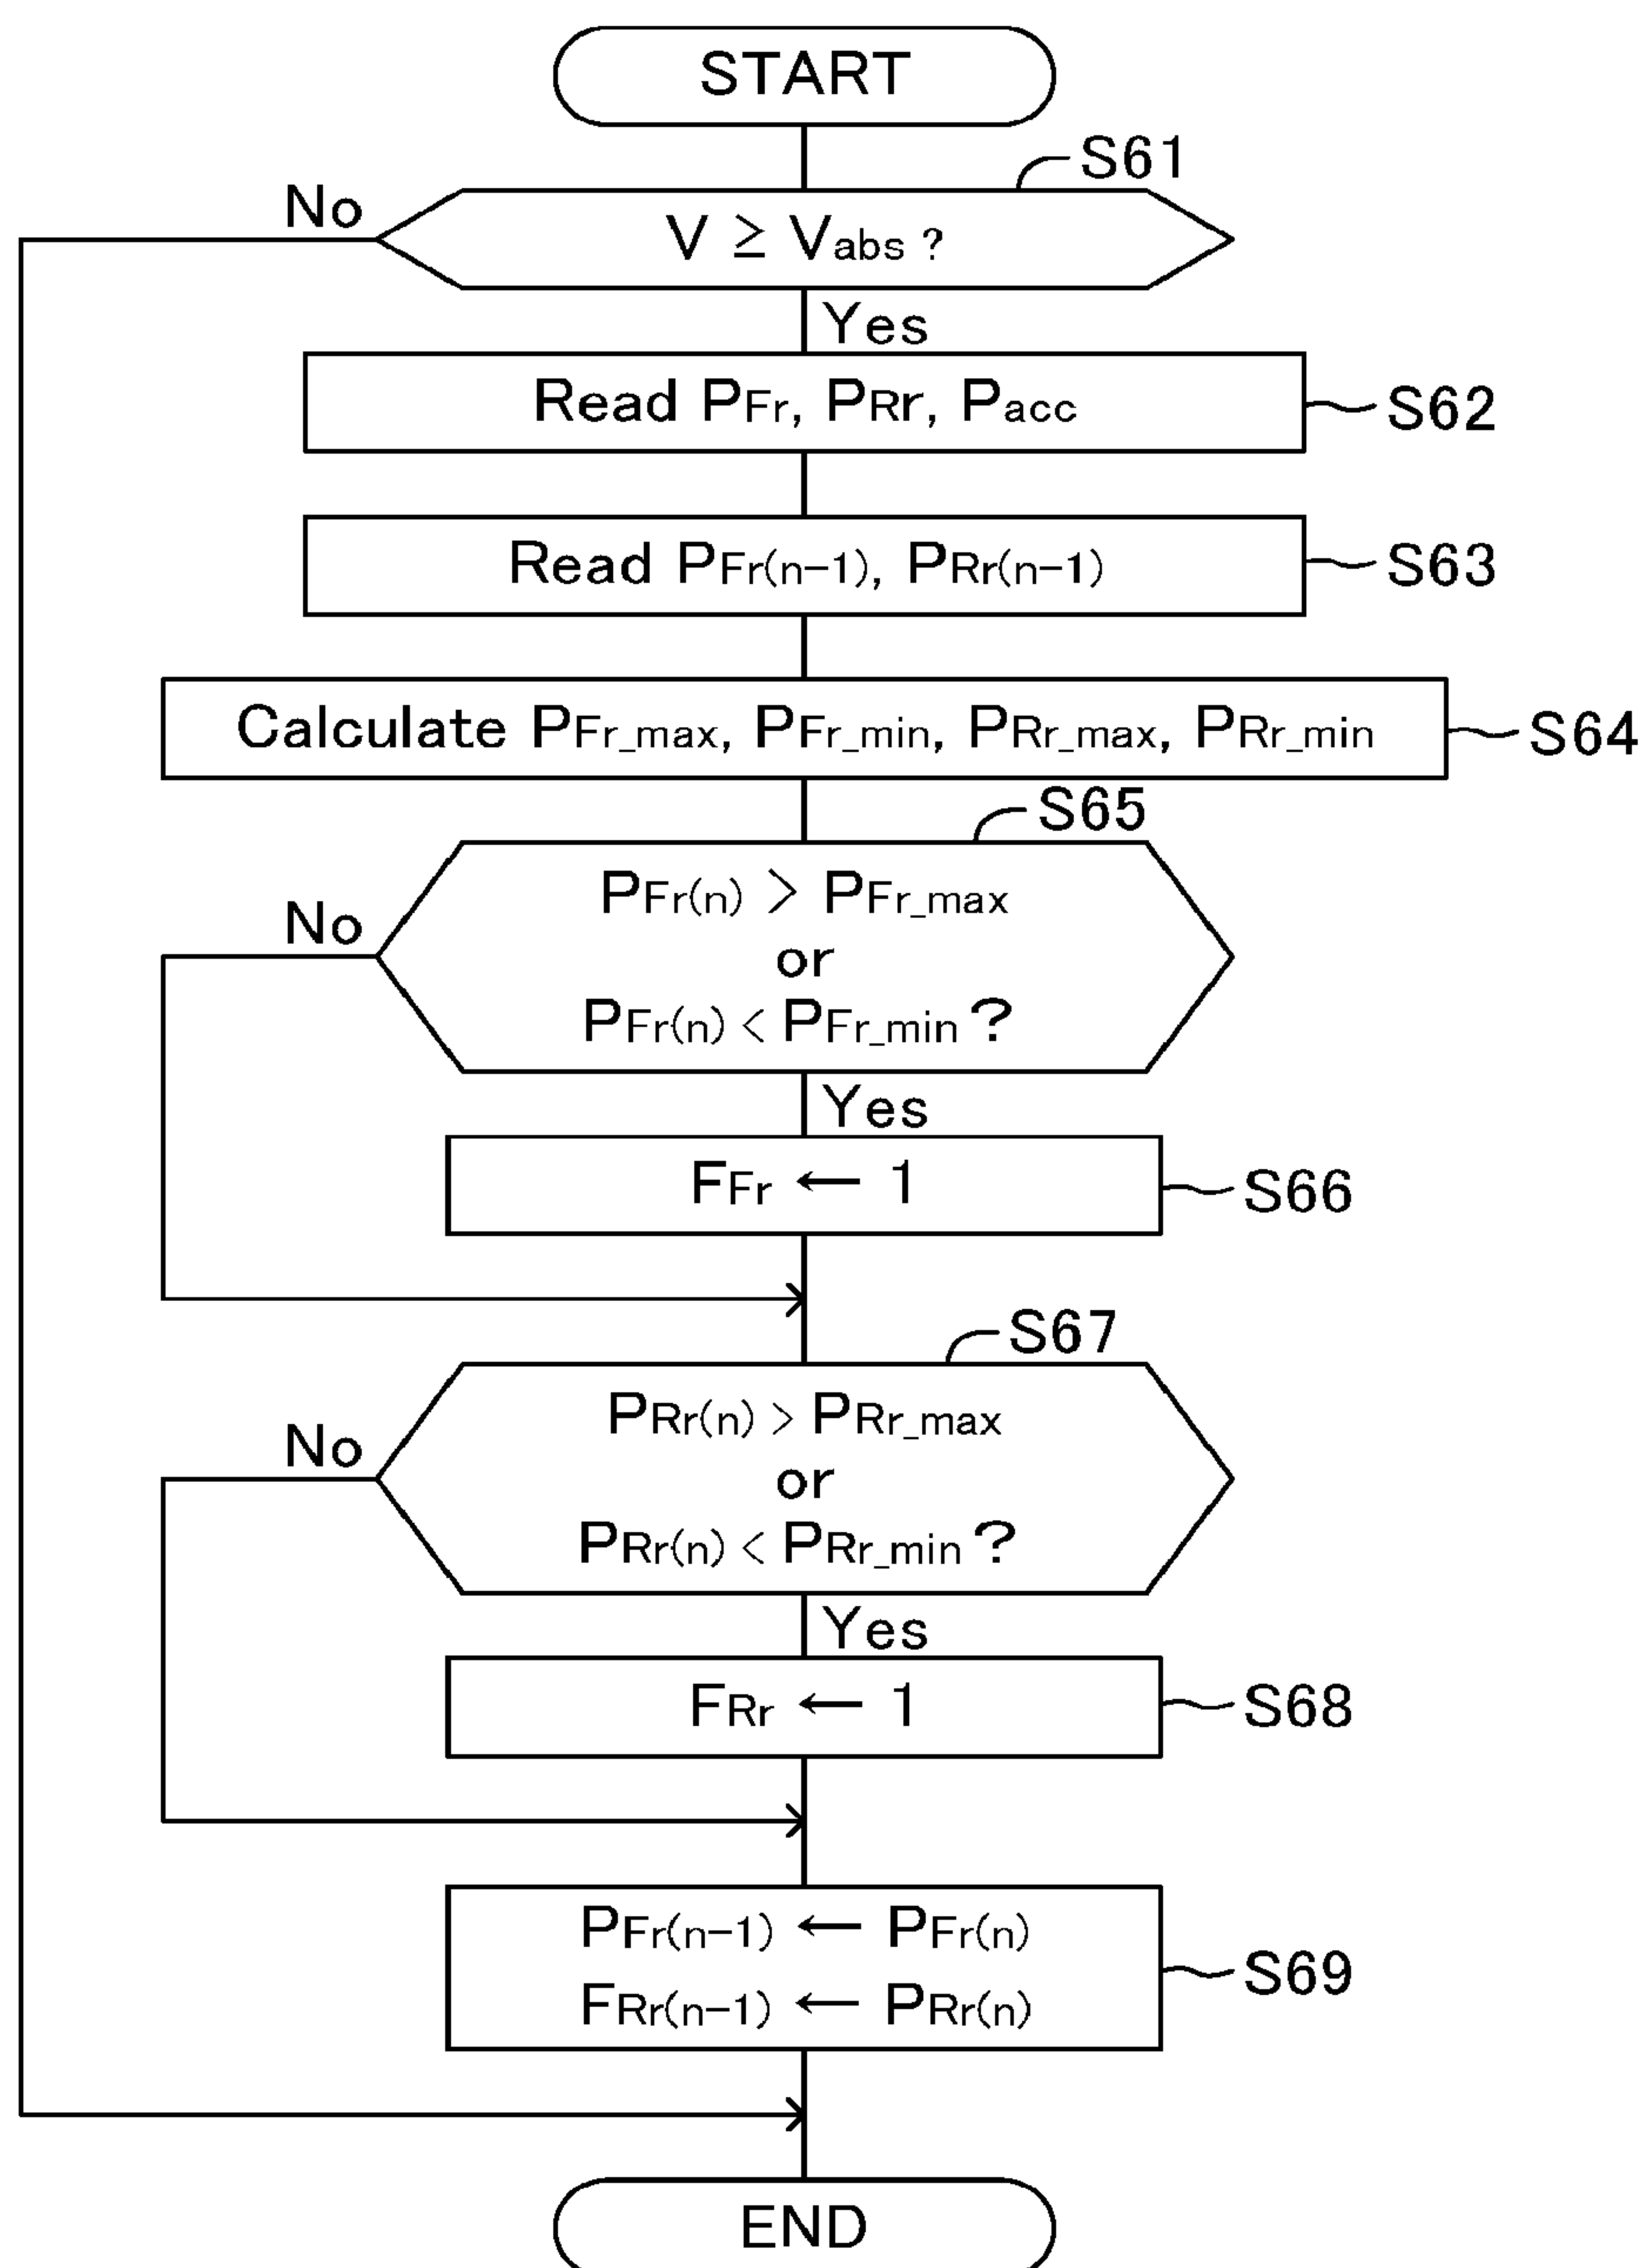 START
S61
No
V ≥ Vabs ?
Yes
Read PFr, PRr, Pacc
S62
Read PFr(n-1), PRr(n-1)
S63
Calculate PFr_max, PFr_min, PRr_max, PRr_min
S64
S65
No
PFr(n) > PFr_max
or
PFr(n) < PFr_min ?
Yes
FFr ← 1
S66
S67
No
PRr(n) > PRr_max
or
PRr(n) < PRr_min ?
Yes
FRr ← 1
S68
PFr(n-1) ← PFr(n)
FRr(n-1) ← PRr(n)
S69
END